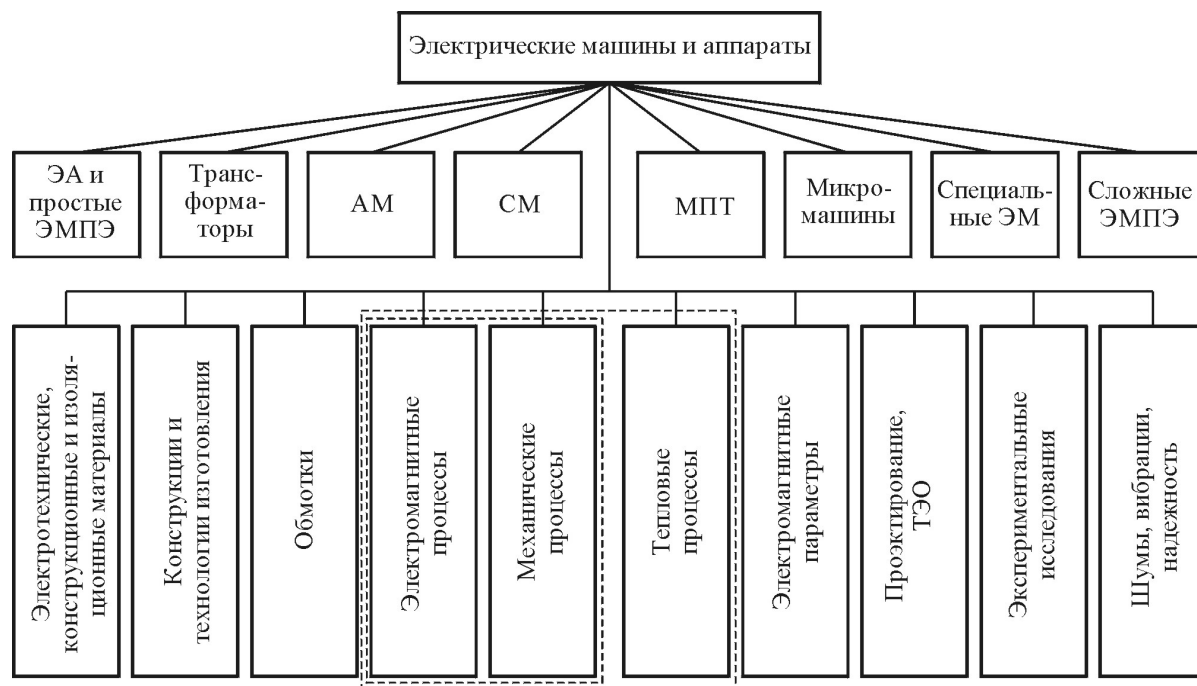 Электрические машины и аппараты
ЭА и
простые
ЭМПЭ
Транс-
форма-
торы
АМ
СМ
МПТ
Микро-
машины
Специаль-
ные ЭМ
Сложные
ЭМПЭ
Электротехнические,
конструкционные и изоля-
ционные материалы
Конструкции и
технологии изготовления
Обмотки
Электромагнитные
процессы
Механические
процессы
Тепловые
процессы
Электромагнитные
параметры
Проектирование,
ТЭО
Экспериментальные
исследования
Шумы, вибрации,
надежность